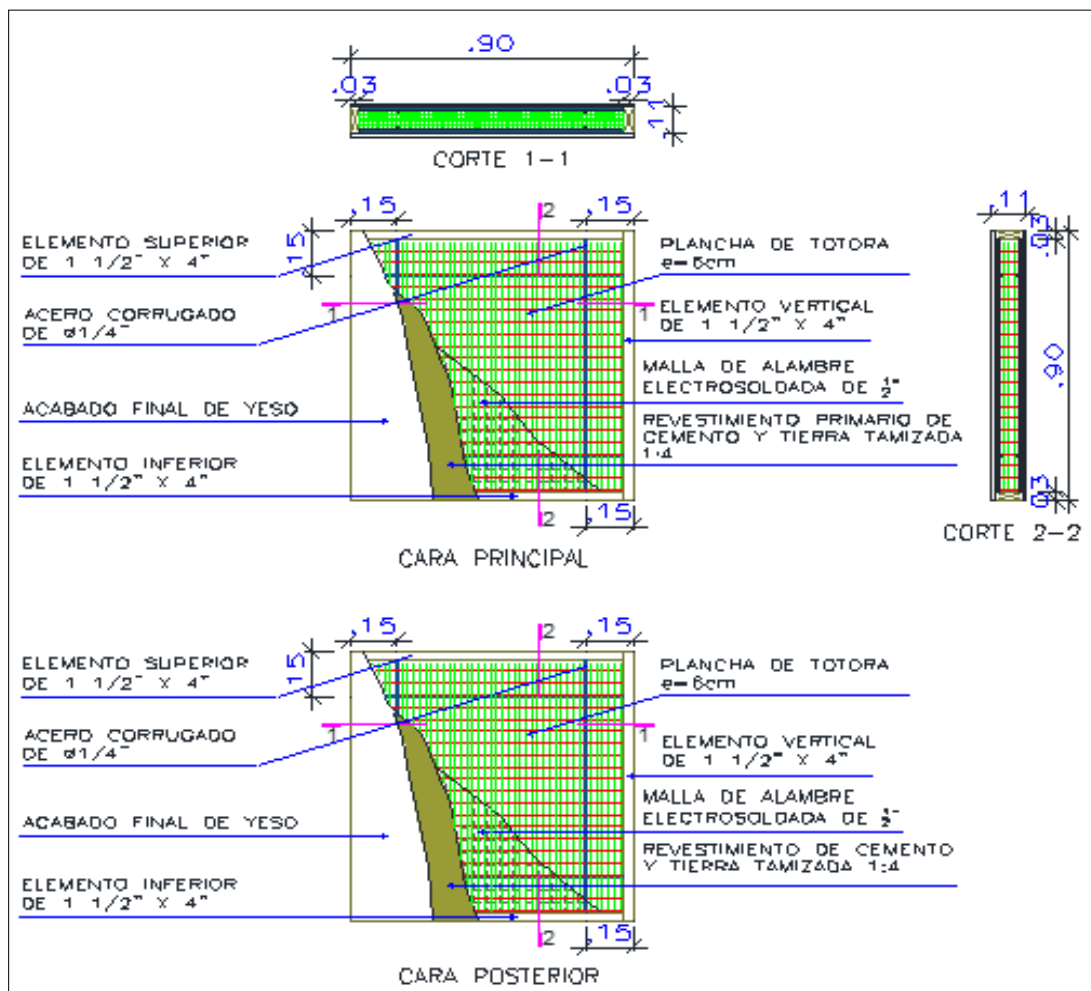 .90
.03
.03
.11
CORTE 1-1
.15
.15
.15
2
1
1
2
.15
ELEMENTO SUPERIOR
DE 1 1/2" X 4"
ACERO CORRUGADO
DE ø1/4"
ACABADO FINAL DE YESO
ELEMENTO INFERIOR
DE 1 1/2" X 4"
PLANCHA DE TOTORA
e=6cm
ELEMENTO VERTICAL
DE 1 1/2" X 4"
MALLA DE ALAMBRE
ELECTROSOLDADA DE 1/2"
REVESTIMIENTO PRIMARIO DE
CEMENTO Y TIERRA TAMIZADA
1:4
CARA PRINCIPAL
.11
.03
.90
.03
CORTE 2-2
.15
.15
.15
2
1
1
2
.15
ELEMENTO SUPERIOR
DE 1 1/2" X 4"
ACERO CORRUGADO
DE ø1/4"
ACABADO FINAL DE YESO
ELEMENTO INFERIOR
DE 1 1/2" X 4"
PLANCHA DE TOTORA
e=6cm
ELEMENTO VERTICAL
DE 1 1/2" X 4"
MALLA DE ALAMBRE
ELECTROSOLDADA DE 1/2"
REVESTIMIENTO DE CEMENTO
Y TIERRA TAMIZADA 1:4
CARA POSTERIOR